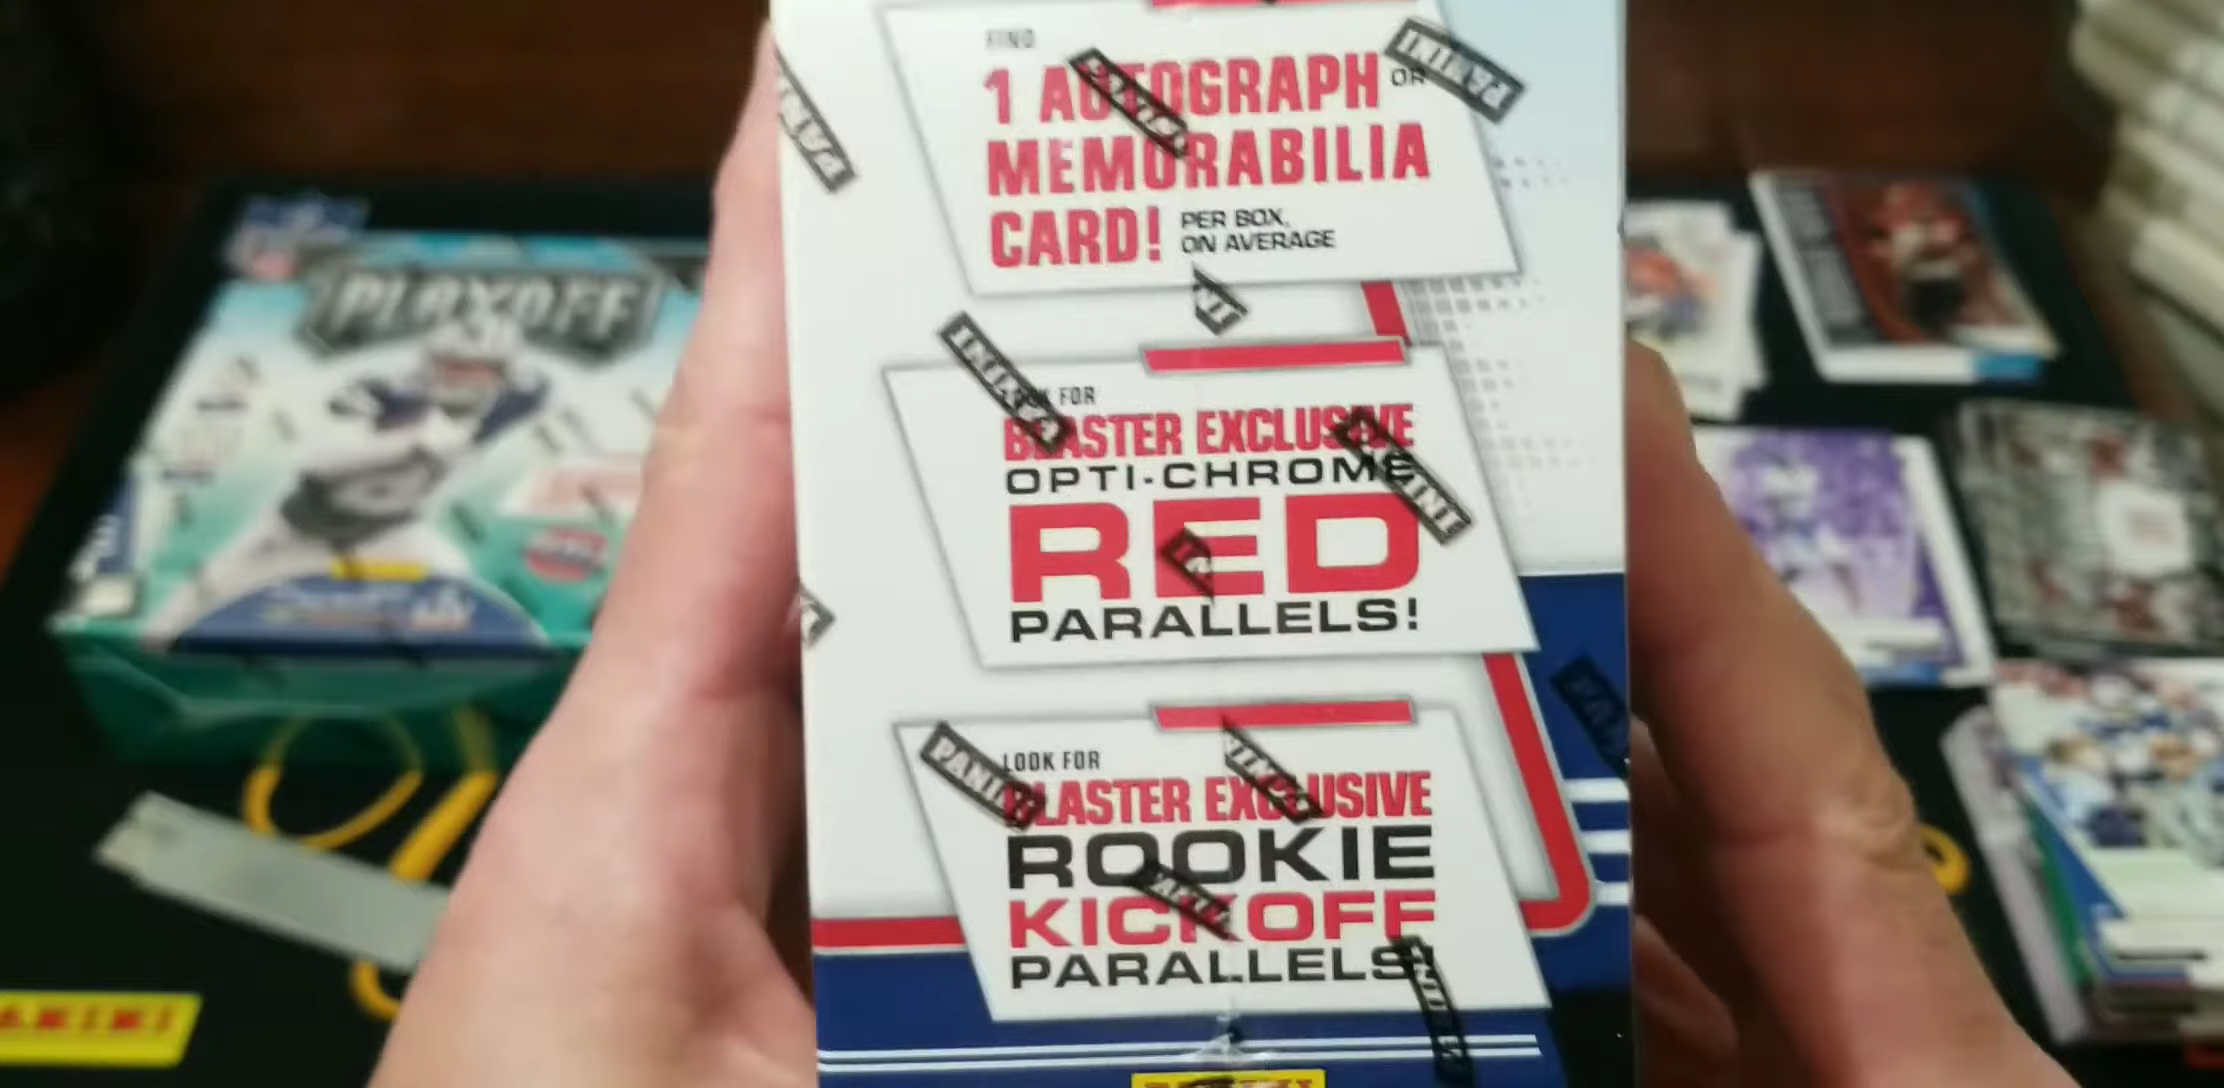 FIND
1 AUTOGRAPH OR
MEMORABILIA
CARD! PER BOX,
ON AVERAGE
LOOK FOR
BLASTER EXCLUSIVE
OPTI-CHROME
RED
PARALLELS!
LOOK FOR
BLASTER EXCLUSIVE
ROOKIE
KICKOFF
PARALLELS!
PANINI
PLAYOFF
PANINI